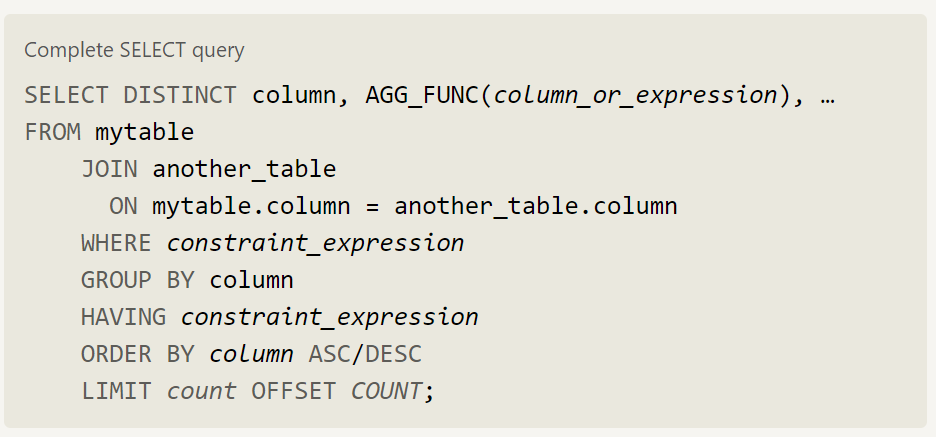 Complete SELECT query
SELECT DISTINCT column, AGG_FUNC(column_or_expression), …
FROM mytable
JOIN another_table
ON mytable.column = another_table.column
WHERE constraint_expression
GROUP BY column
HAVING constraint_expression
ORDER BY column ASC/DESC
LIMIT count OFFSET COUNT;